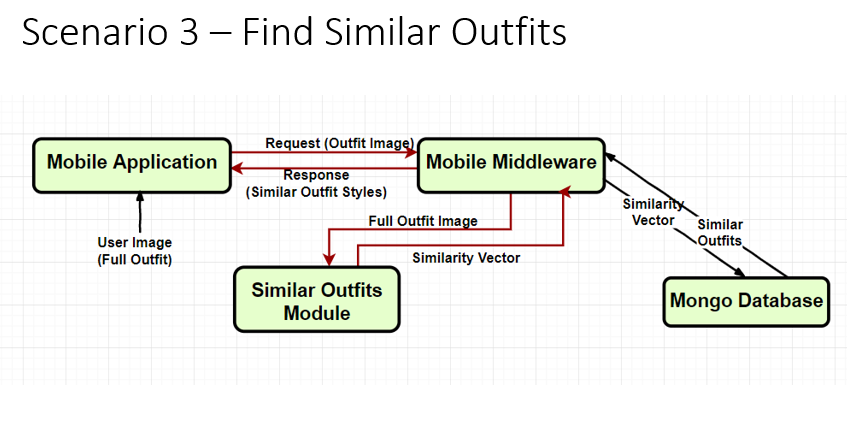 Scenario 3 – Find Similar Outfits
Request (Outfit Image)
Mobile Application
Mobile Middleware
Response
(Similar Outfit Styles)
Similarity
Vector
Similar
Outfits
Full Outfit Image
User Image
(Full Outfit)
Similarity Vector
Similar Outfits
Module
Mongo Database